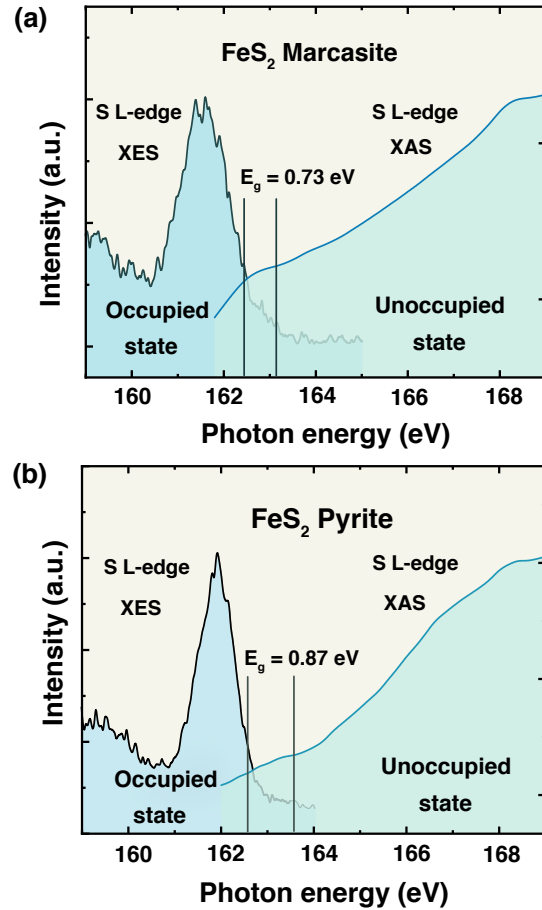 (a)
FeS₂ Marcasite
S L-edge
XES
S L-edge
XAS
E_g = 0.73 eV
Occupied
state
Unoccupied
state
Intensity (a.u.)
160 162 164 166 168
Photon energy (eV)
(b)
FeS₂ Pyrite
S L-edge
XES
S L-edge
XAS
E_g = 0.87 eV
Occupied
state
Unoccupied
state
Intensity (a.u.)
160 162 164 166 168
Photon energy (eV)